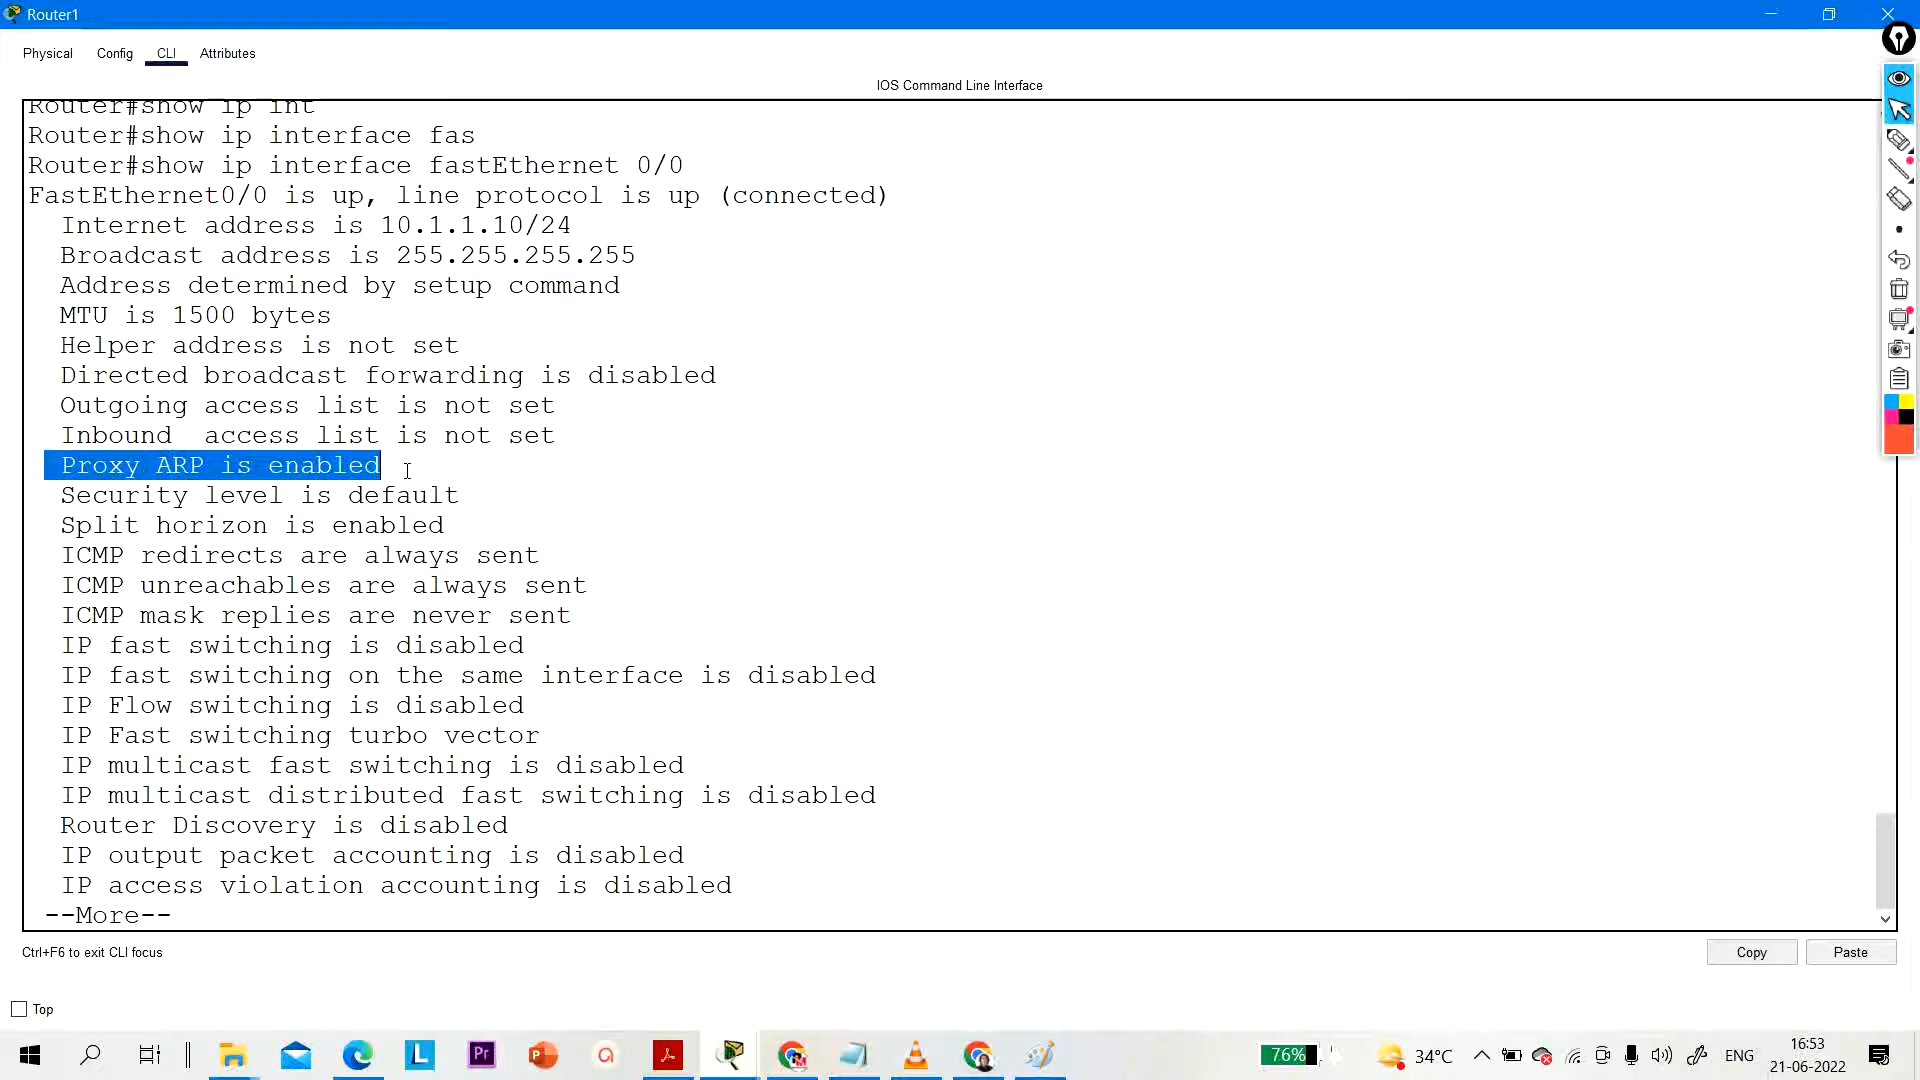 Router1
Physical Config CLI Attributes
IOS Command Line Interface
Router#show ip int
Router#show ip interface fas
Router#show ip interface fastEthernet 0/0
FastEthernet0/0 is up, line protocol is up (connected)
Internet address is 10.1.1.10/24
Broadcast address is 255.255.255.255
Address determined by setup command
MTU is 1500 bytes
Helper address is not set
Directed broadcast forwarding is disabled
Outgoing access list is not set
Inbound  access list is not set
Proxy ARP is enabled
Security level is default
Split horizon is enabled
ICMP redirects are always sent
ICMP unreachables are always sent
ICMP mask replies are never sent
IP fast switching is disabled
IP fast switching on the same interface is disabled
IP Flow switching is disabled
IP Fast switching turbo vector
IP multicast fast switching is disabled
IP multicast distributed fast switching is disabled
Router Discovery is disabled
IP output packet accounting is disabled
IP access violation accounting is disabled
--More--
Ctrl+F6 to exit CLI focus
Copy Paste
Top
L Pr P a M 76% 34°C ENG 16:53
21-06-2022